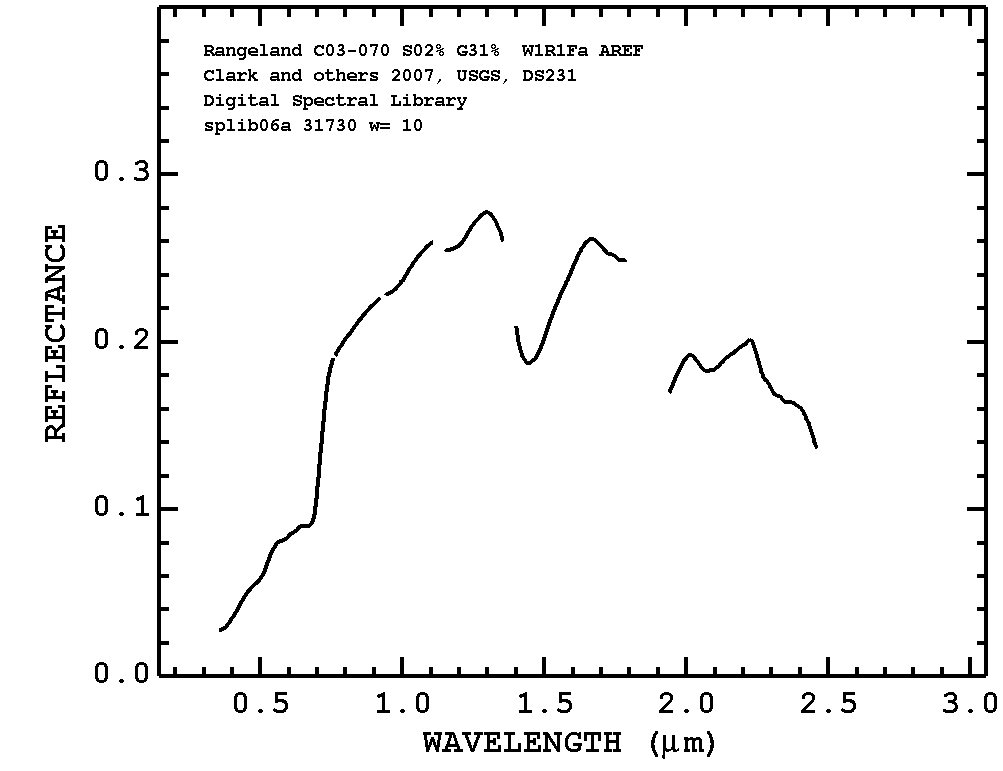 Rangeland C03-070 S02% G31% W1R1Fa AREF
Clark and others 2007, USGS, DS231
Digital Spectral Library
splib06a 31730 w= 10
REFLECTANCE
0.3
0.2
0.1
0.0
0.5 1.0 1.5 2.0 2.5 3.0
WAVELENGTH (μm)